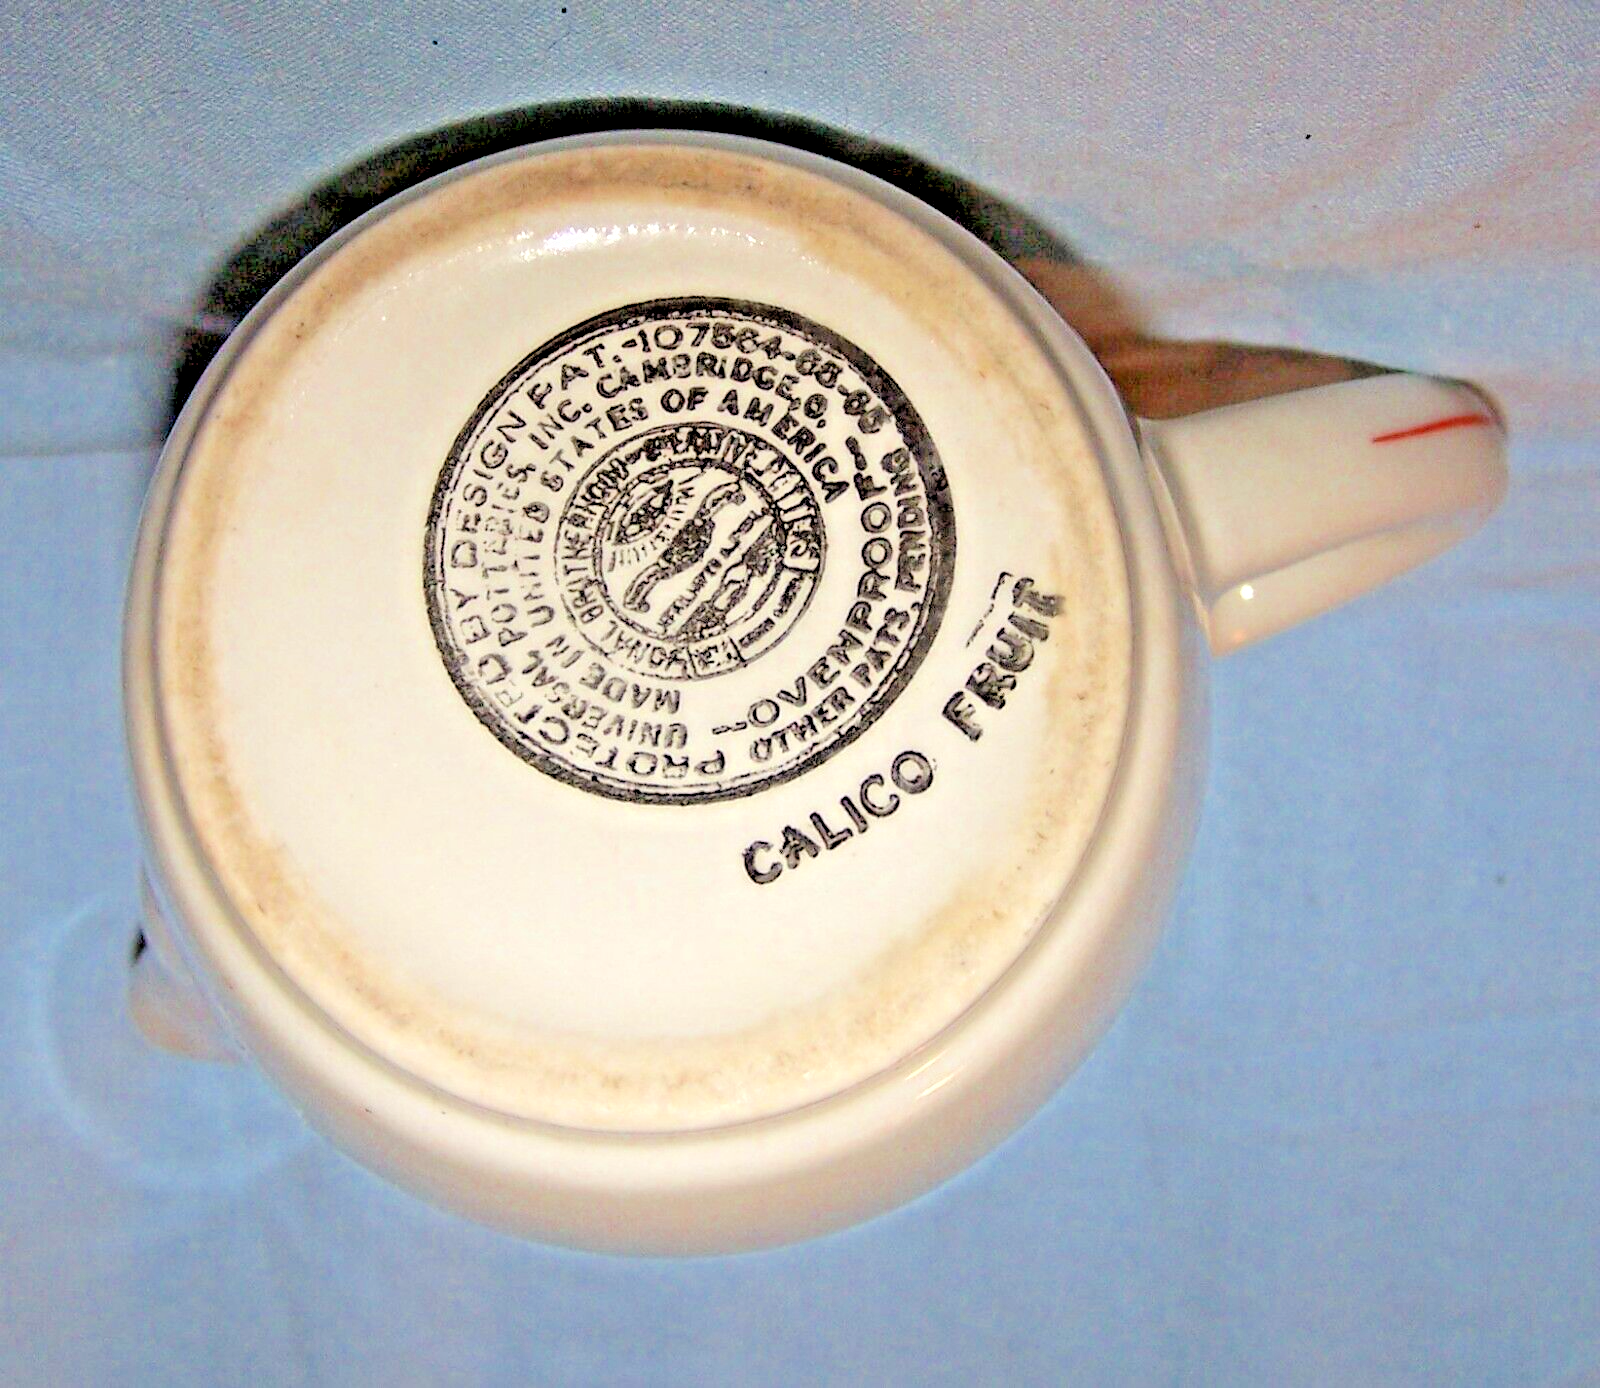 PROTECTED BY DESIGN PAT.-107564-65-65
UNIVERSAL POTTERIES, INC. CAMBRIDGE, O.
MADE IN UNITED STATES OF AMERICA
—OVENPROOF—
OTHER PATS. PENDING
CALICO FRUIT